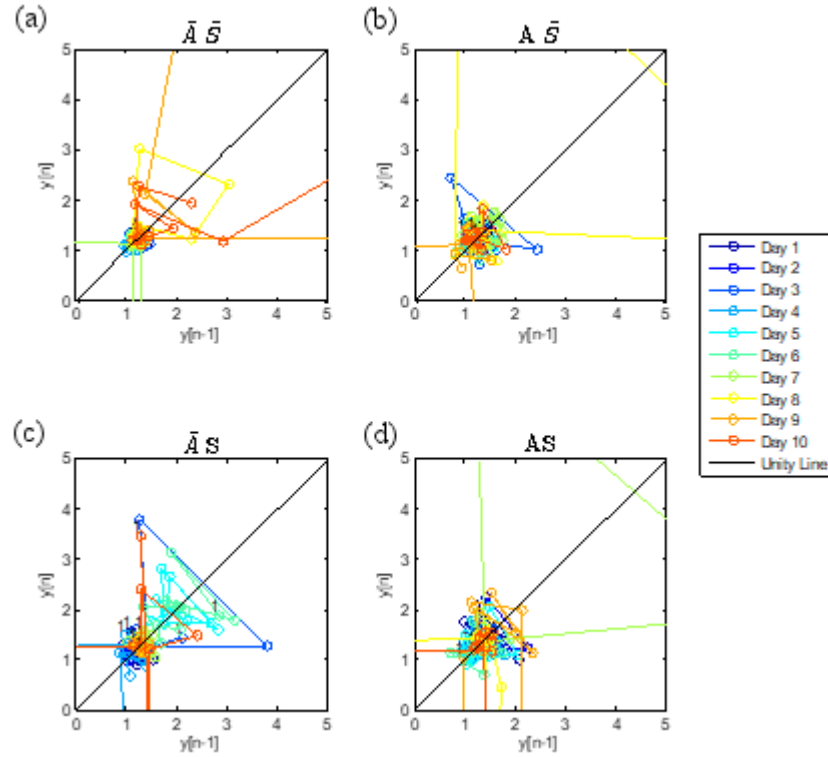 (a)
Ā S̄
5
4
3
2
1
0
y[n]
0 1 2 3 4 5
y[n-1]
(b)
A S̄
5
4
3
2
1
0
y[n]
0 1 2 3 4 5
y[n-1]
Day 1
Day 2
Day 3
Day 4
Day 5
Day 6
Day 7
Day 8
Day 9
Day 10
Unity Line
(c)
Ā S
5
4
3
2
1
0
y[n]
0 1 2 3 4 5
y[n-1]
(d)
AS
5
4
3
2
1
0
y[n]
0 1 2 3 4 5
y[n-1]